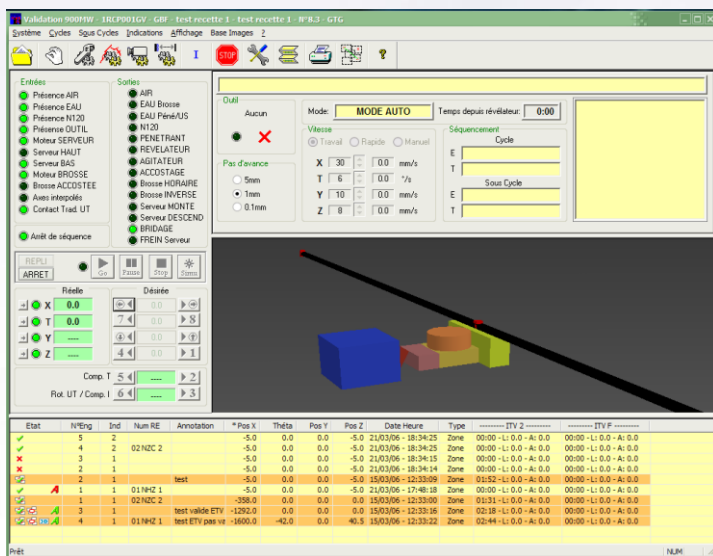 Validation 900MW - 1RCP001GV - GBF - test recette 1 - test recette 1 - N°8.3 - GTG
Système Cycles Sous Cycles Indications Affichage Base Images ?
STOP
Entrées
Présence AIR
Présence EAU
Présence N120
Présense OUTIL
Moteur SERVEUR
Serveur HAUT
Serveur BAS
Moteur BROSSE
Brosse ACCOSTEE
Axes interpolés
Contact Trad. UT
Arrêt de séquence
Sorties
AIR
EAU Brosse
EAU Péné/US
N120
PENETRANT
REVELATEUR
AGITATEUR
ACCOSTAGE
Brosse HORAIRE
Brosse INVERSE
Serveur MONTE
Serveur DESCEND
BRIDAGE
FREIN Serveur
Outil
Aucun
Mode: MODE AUTO Temps depuis révélateur: 0:00
Pas d'avance
5mm
1mm
0.1mm
Vitesse
Travail Rapide Manuel
X 30 0.0 mm/s
T 6 0.0 °/s
Y 10 0.0 mm/s
Z 8 0.0 mm/s
Séquencement
Cycle
E
T
Sous Cycle
E
T
REPLI
ARRET
Go Pause Stop Simu
Réelle Désirée
X 0.0 0.0
T 0.0 7 0.0 8
Y ---- 0.0
Z ---- 4 0.0 1
Comp. T 5 ---- 2
Rot. UT / Comp. I 6 ---- 3
Etat N°Eng Ind Num RE Annotation * Pos X Théta Pos Y Pos Z Date Heure Type --------- ITV 2 --------- --------- ITV F ---------
5 2 -5.0 0.0 0.0 -5.0 21/03/06 - 18:34:25 Zone 00:00 - L: 0.0 - A: 0.0 00:00 - L: 0.0 - A: 0.0
4 2 02 NZC 2 -5.0 0.0 0.0 -5.0 21/03/06 - 18:34:25 Zone 00:00 - L: 0.0 - A: 0.0 00:00 - L: 0.0 - A: 0.0
3 1 -5.0 0.0 0.0 -5.0 21/03/06 - 18:34:15 Zone 00:00 - L: 0.0 - A: 0.0 00:00 - L: 0.0 - A: 0.0
2 1 -5.0 0.0 0.0 -5.0 21/03/06 - 18:34:14 Zone 00:00 - L: 0.0 - A: 0.0 00:00 - L: 0.0 - A: 0.0
2 1 test -5.0 0.0 0.0 -5.0 15/03/06 - 12:33:09 Zone 01:52 - L: 0.0 - A: 0.0 00:00 - L: 0.0 - A: 0.0
A 1 1 01 NHZ 1 -5.0 0.0 0.0 -5.0 21/03/06 - 17:48:18 Zone 00:00 - L: 0.0 - A: 0.0 00:00 - L: 0.0 - A: 0.0
1 1 02 NZC 2 -358.0 0.0 0.0 -5.0 15/03/06 - 12:33:00 Zone 01:31 - L: 0.0 - A: 0.0 00:00 - L: 0.0 - A: 0.0
A 3 1 test valide ETV -1292.0 0.0 0.0 -5.0 15/03/06 - 12:33:16 Zone 02:18 - L: 0.0 - A: 0.0 00:00 - L: 0.0 - A: 0.0
A 4 1 01 NHZ 1 test ETV pas va -1600.0 -42.0 0.0 40.5 15/03/06 - 12:33:22 Zone 02:44 - L: 0.0 - A: 0.0 00:00 - L: 0.0 - A: 0.0
Prêt NUM